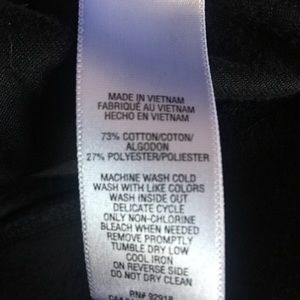 MADE IN VIETNAM
FABRIQUÉ AU VIETNAM
HECHO EN VIETNAM
73% COTTON/COTON/
ALGODON
27% POLYESTER/POLIESTER
MACHINE WASH COLD
WASH WITH LIKE COLORS
WASH INSIDE OUT
DELICATE CYCLE
ONLY NON-CHLORINE
BLEACH WHEN NEEDED
REMOVE PROMPTLY
TUMBLE DRY LOW
COOL IRON
ON REVERSE SIDE
DO NOT DRY CLEAN
RN# 92918